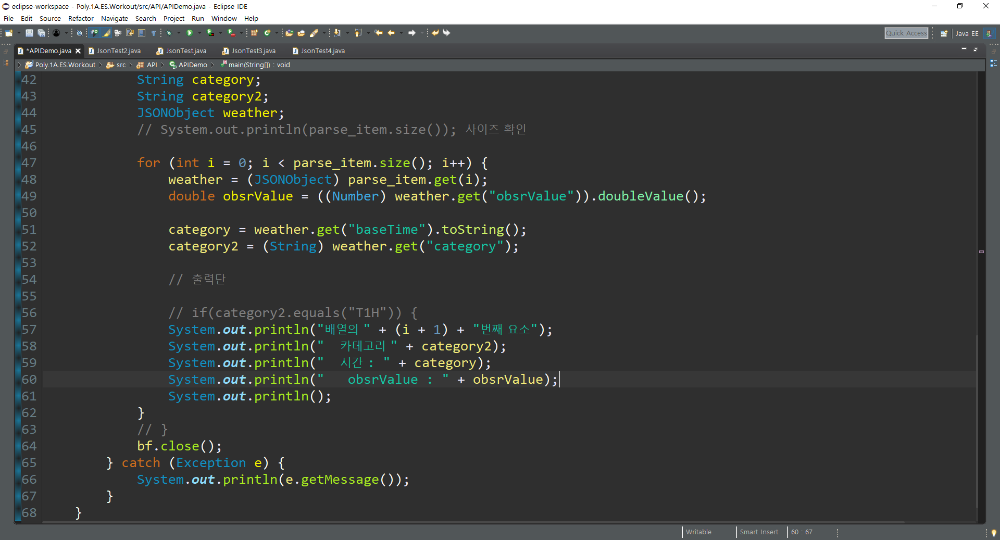 eclipse-workspace - Poly.1A.ES.Workout/src/API/APIDemo.java - Eclipse IDE
File Edit Source Refactor Navigate Search Project Run Window Help
Quick Access Java EE
*APIDemo.java JsonTest2.java JsonTest.java JsonTest3.java JsonTest4.java
Poly.1A.ES.Workout src API APIDemo main(String[]) : void
42 String category;
43 String category2;
44 JSONObject weather;
45 // System.out.println(parse_item.size()); 사이즈 확인
46
47 for (int i = 0; i < parse_item.size(); i++) {
48 weather = (JSONObject) parse_item.get(i);
49 double obsrValue = ((Number) weather.get("obsrValue")).doubleValue();
50
51 category = weather.get("baseTime").toString();
52 category2 = (String) weather.get("category");
53
54 // 출력단
55
56 // if(category2.equals("T1H")) {
57 System.out.println("배열의 " + (i + 1) + "번째 요소");
58 System.out.println("  카테고리 " + category2);
59 System.out.println("  시간 : " + category);
60 System.out.println("   obsrValue : " + obsrValue);
61 System.out.println();
62 }
63 // }
64 bf.close();
65 } catch (Exception e) {
66 System.out.println(e.getMessage());
67 }
68 }
Writable Smart Insert 60 : 67